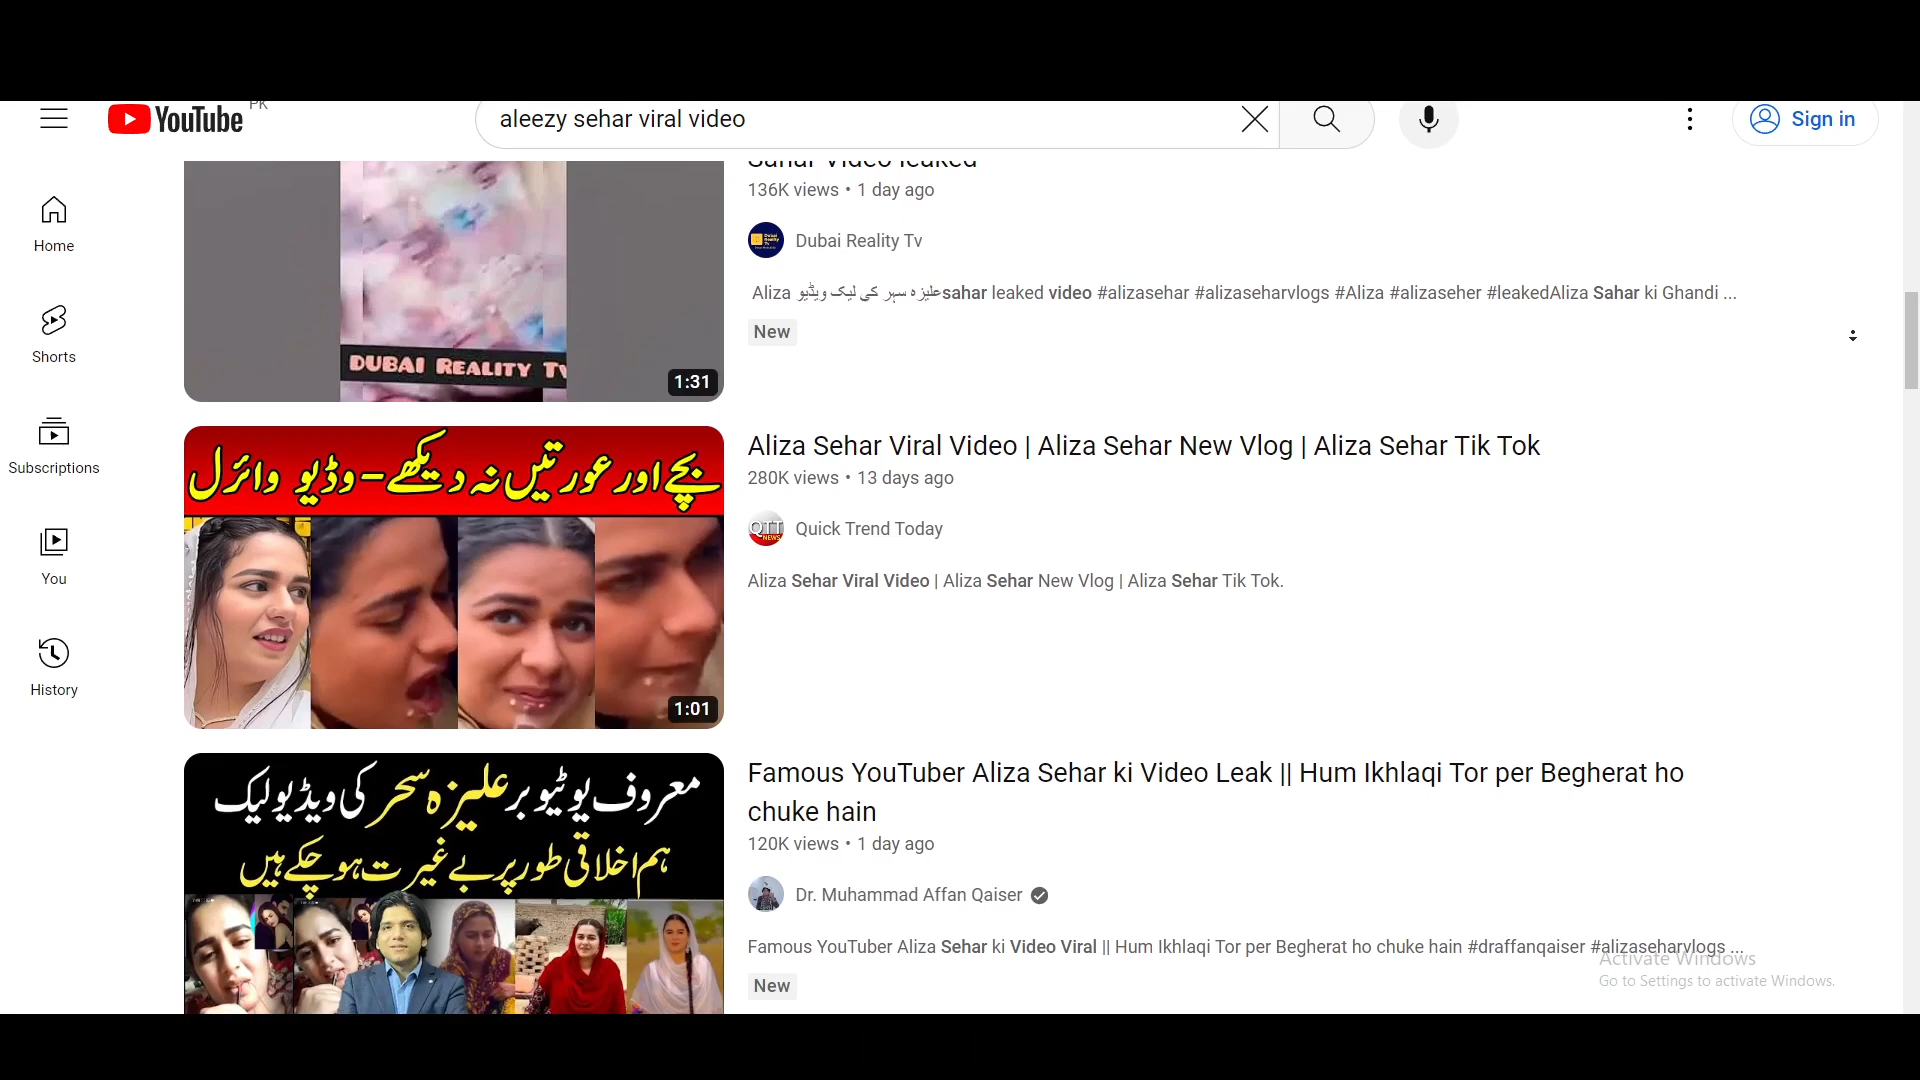 PK
YouTube
aleezy sehar viral video
Sign in
Home
Shorts
Subscriptions
You
History
Sahar Video leaked
136K views • 1 day ago
Dubai Reality Tv
Aliza علیزہ سہر کی لیک ویڈیوsahar leaked video #alizasehar #alizaseharvlogs #Aliza #alizaseher #leakedAliza Sahar ki Ghandi ...
New
DUBAI REALITY TV
1:31
بچے اور عورتیں نہ دیکھے - وڈیو وائرل
1:01
Aliza Sehar Viral Video | Aliza Sehar New Vlog | Aliza Sehar Tik Tok
280K views • 13 days ago
QTT
NEWS
Quick Trend Today
Aliza Sehar Viral Video | Aliza Sehar New Vlog | Aliza Sehar Tik Tok.
معروف یوٹیوبر علیزہ سحر کی ویڈیو لیک
ہم اخلاقی طور پر بے غیرت ہو چکے ہیں
Famous YouTuber Aliza Sehar ki Video Leak || Hum Ikhlaqi Tor per Begherat ho
chuke hain
120K views • 1 day ago
Dr. Muhammad Affan Qaiser
Famous YouTuber Aliza Sehar ki Video Viral || Hum Ikhlaqi Tor per Begherat ho chuke hain #draffanqaiser #alizaseharvlogs ...
New
Activate Windows
Go to Settings to activate Windows.